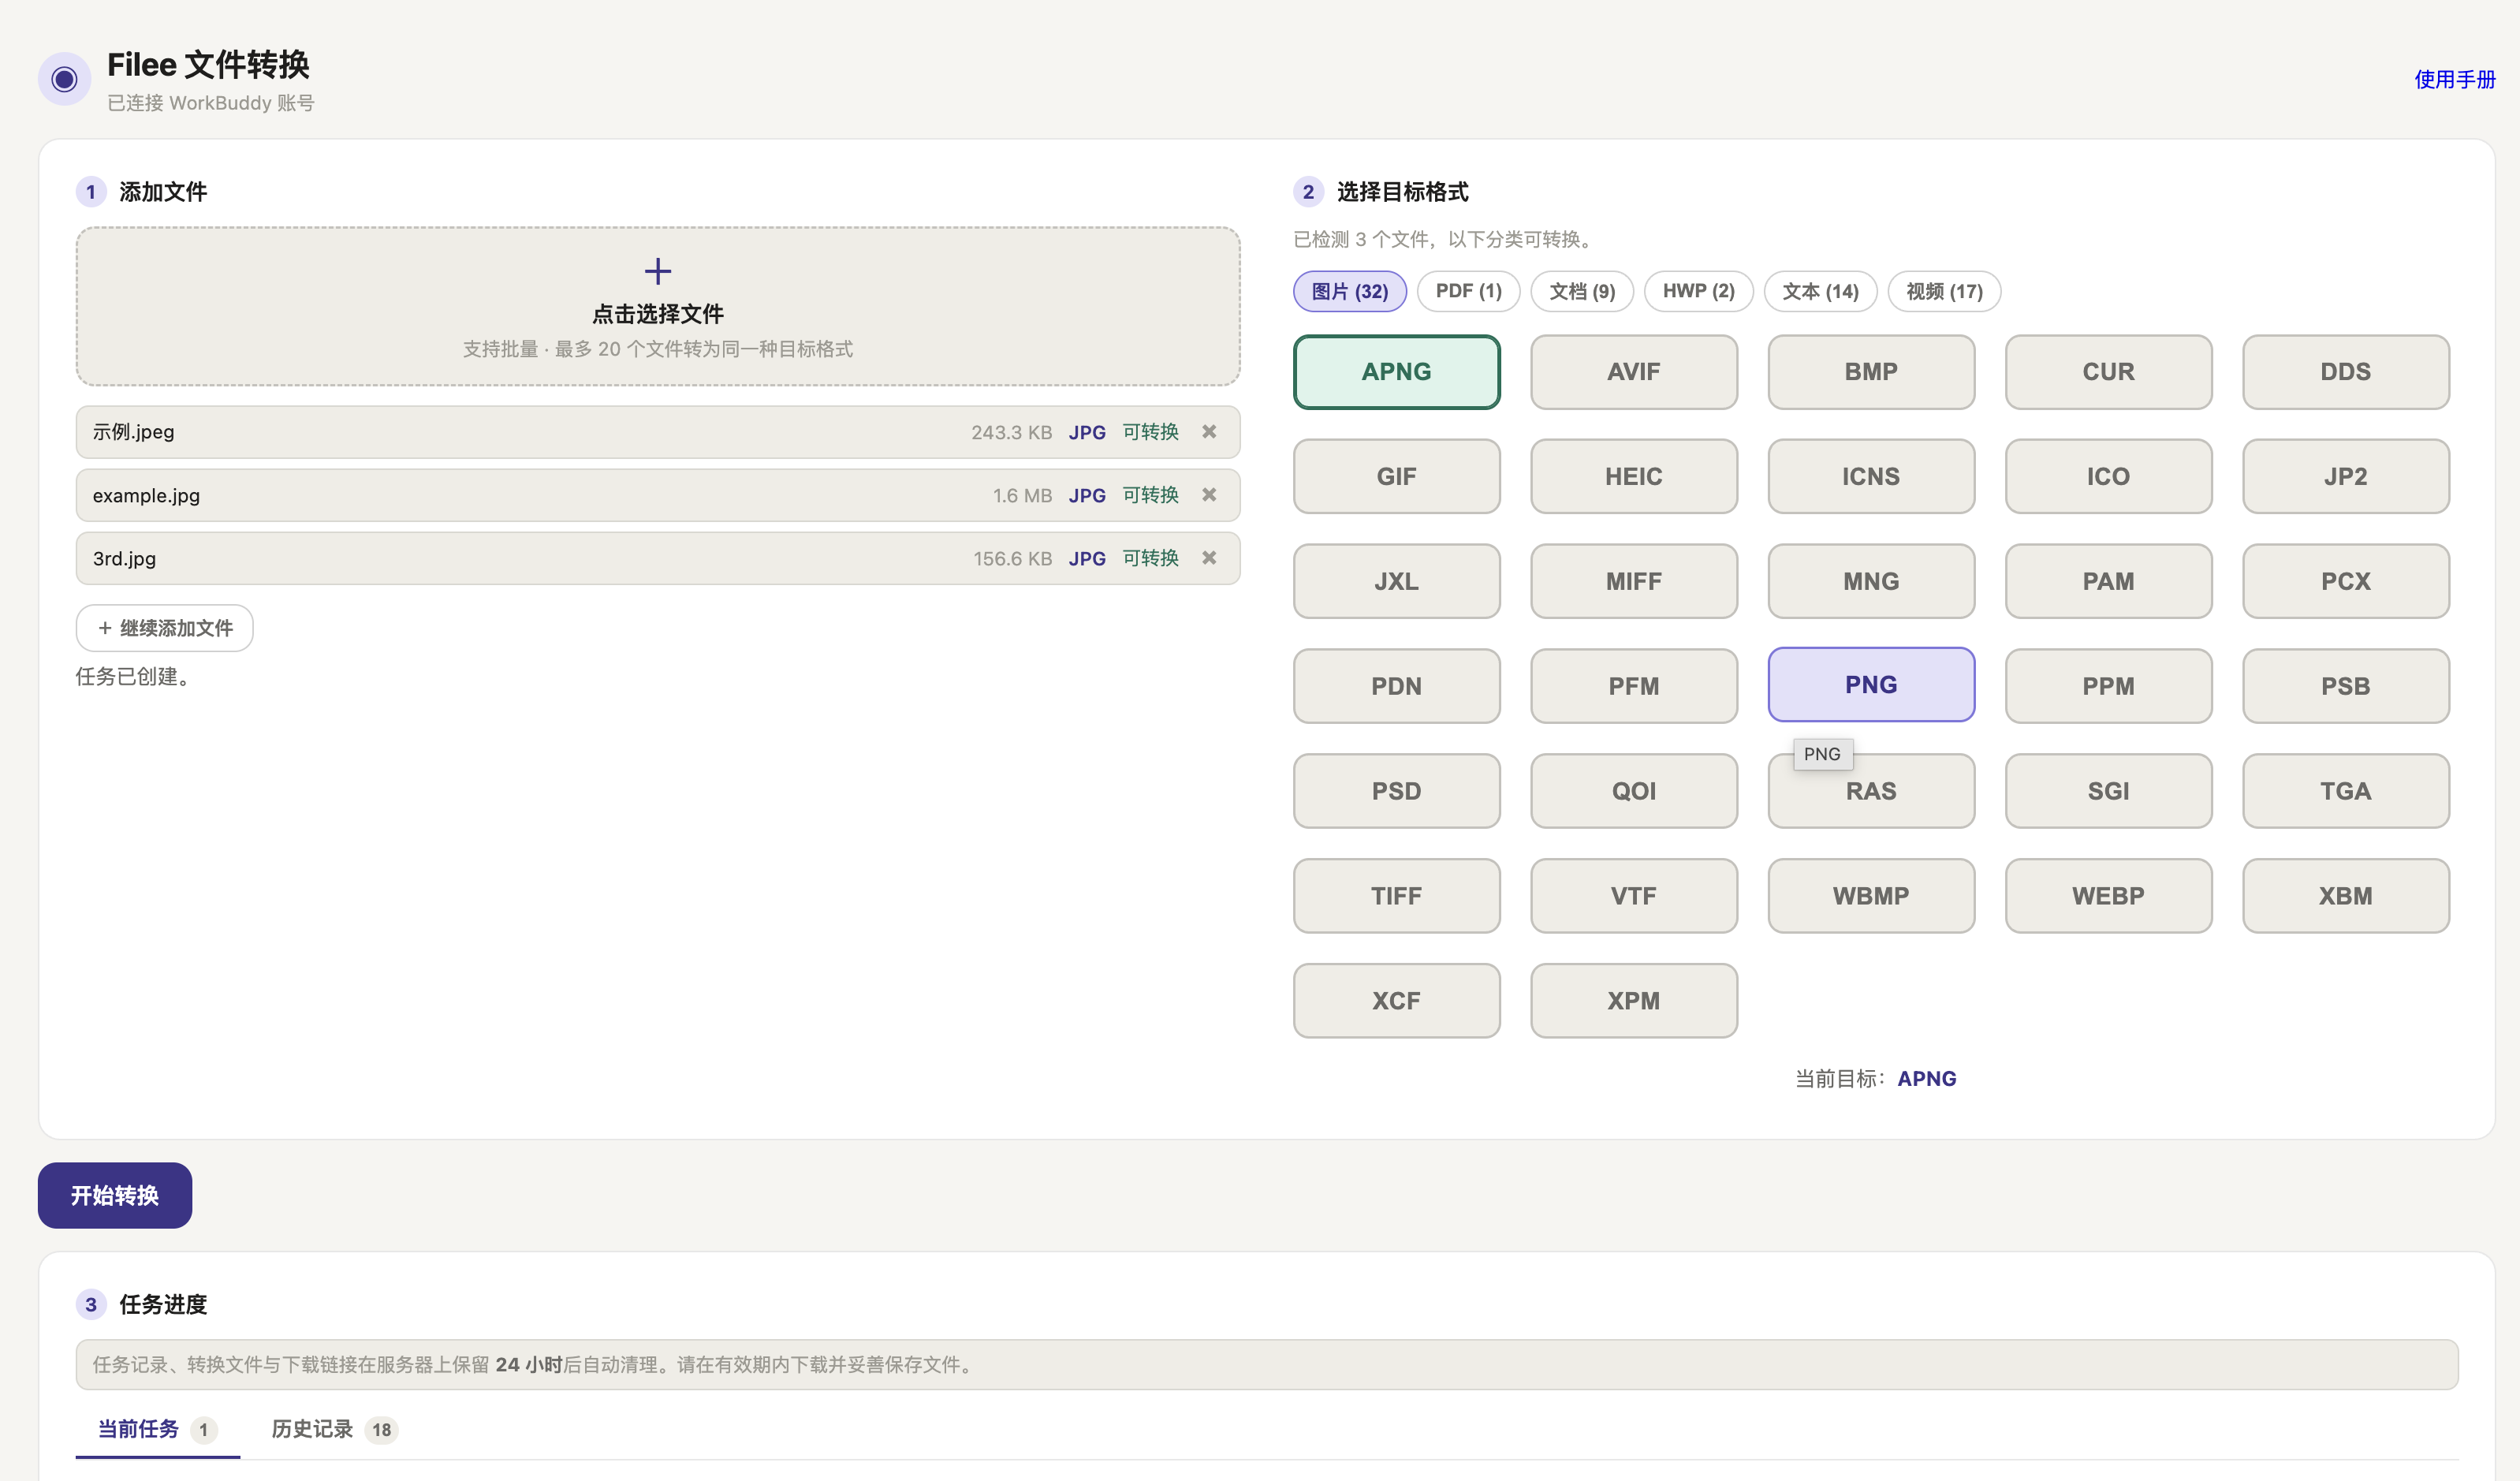 Filee 文件转换
已连接 WorkBuddy 账号
使用手册
1 添加文件
点击选择文件
支持批量 · 最多 20 个文件转为同一种目标格式
示例.jpeg 243.3 KB JPG 可转换 ✖
example.jpg 1.6 MB JPG 可转换 ✖
3rd.jpg 156.6 KB JPG 可转换 ✖
+ 继续添加文件
任务已创建。
2 选择目标格式
已检测 3 个文件，以下分类可转换。
图片 (32) PDF (1) 文档 (9) HWP (2) 文本 (14) 视频 (17)
APNG AVIF BMP CUR DDS
GIF HEIC ICNS ICO JP2
JXL MIFF MNG PAM PCX
PDN PFM PNG PPM PSB
PNG
PSD QOI RAS SGI TGA
TIFF VTF WBMP WEBP XBM
XCF XPM
当前目标： APNG
开始转换
3 任务进度
任务记录、转换文件与下载链接在服务器上保留 24 小时后自动清理。请在有效期内下载并妥善保存文件。
当前任务 1 历史记录 18